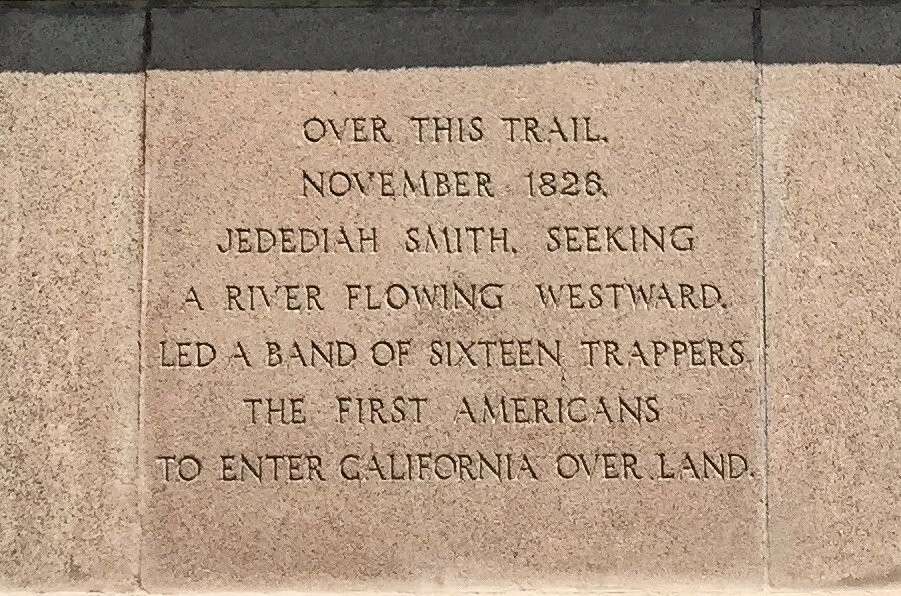 OVER THIS TRAIL,
NOVEMBER 1826,
JEDEDIAH SMITH, SEEKING
A RIVER FLOWING WESTWARD,
LED A BAND OF SIXTEEN TRAPPERS,
THE FIRST AMERICANS
TO ENTER CALIFORNIA OVER LAND.